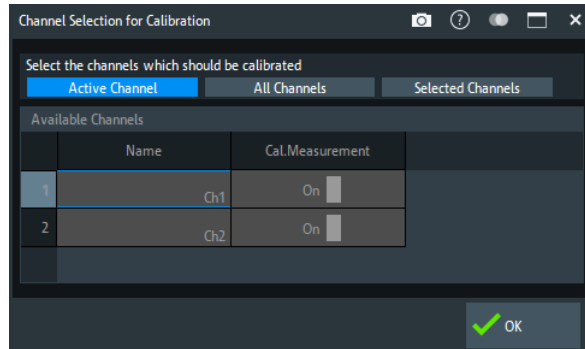 Channel Selection for Calibration
Select the channels which should be calibrated
Active Channel All Channels Selected Channels
Available Channels
Name Cal.Measurement
1 Ch1 On
2 Ch2 On
OK